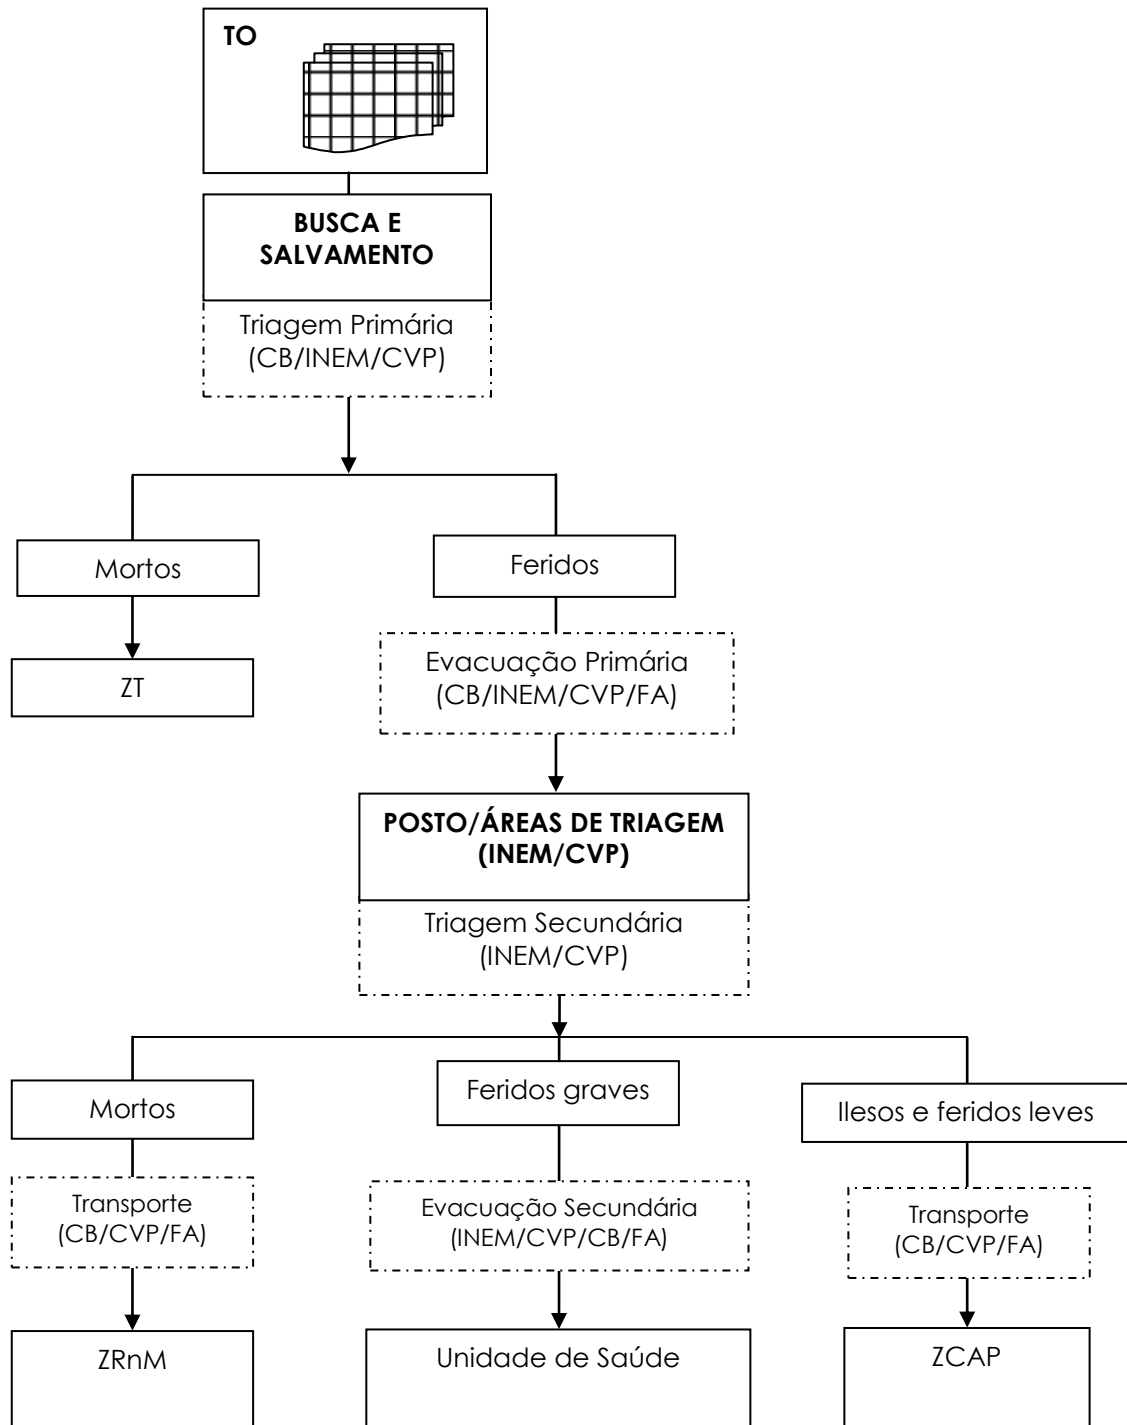 TO
BUSCA E
SALVAMENTO
Triagem Primária
(CB/INEM/CVP)
Mortos
Feridos
ZT
Evacuação Primária
(CB/INEM/CVP/FA)
POSTO/ÁREAS DE TRIAGEM
(INEM/CVP)
Triagem Secundária
(INEM/CVP)
Mortos
Feridos graves
Ilesos e feridos leves
Transporte
(CB/CVP/FA)
Evacuação Secundária
(INEM/CVP/CB/FA)
Transporte
(CB/CVP/FA)
ZRnM
Unidade de Saúde
ZCAP